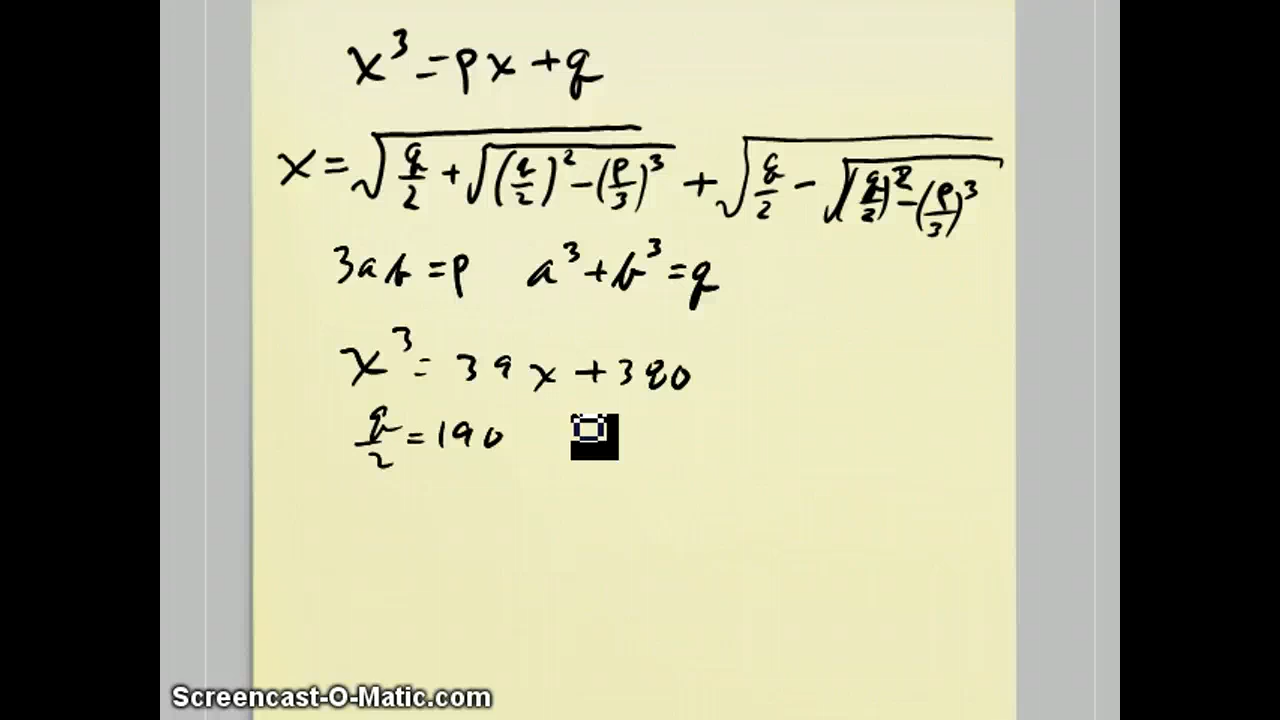 x³ = px + q
x = √(q/2 + √((q/2)² − (p/3)³)) + √(q/2 − √((q/2)² − (p/3)³))
3ab = p a³ + b³ = q
x³ = 39x + 380
q/2 = 190
Screencast-O-Matic.com